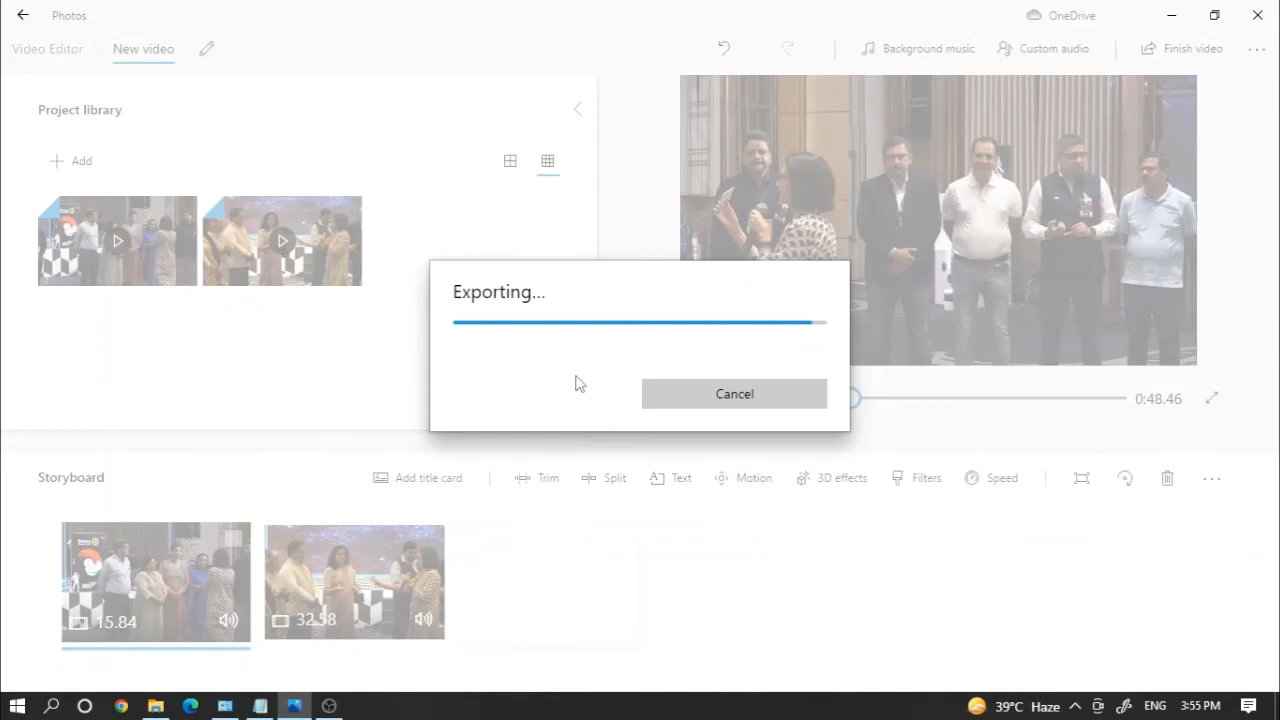 Photos
OneDrive
Video Editor
New video
Background music
Custom audio
Finish video
Project library
Add
Exporting...
Cancel
0:48.46
Storyboard
Add title card
Trim
Split
Text
Motion
3D effects
Filters
Speed
15.84
32.58
39°C Haze
ENG
3:55 PM